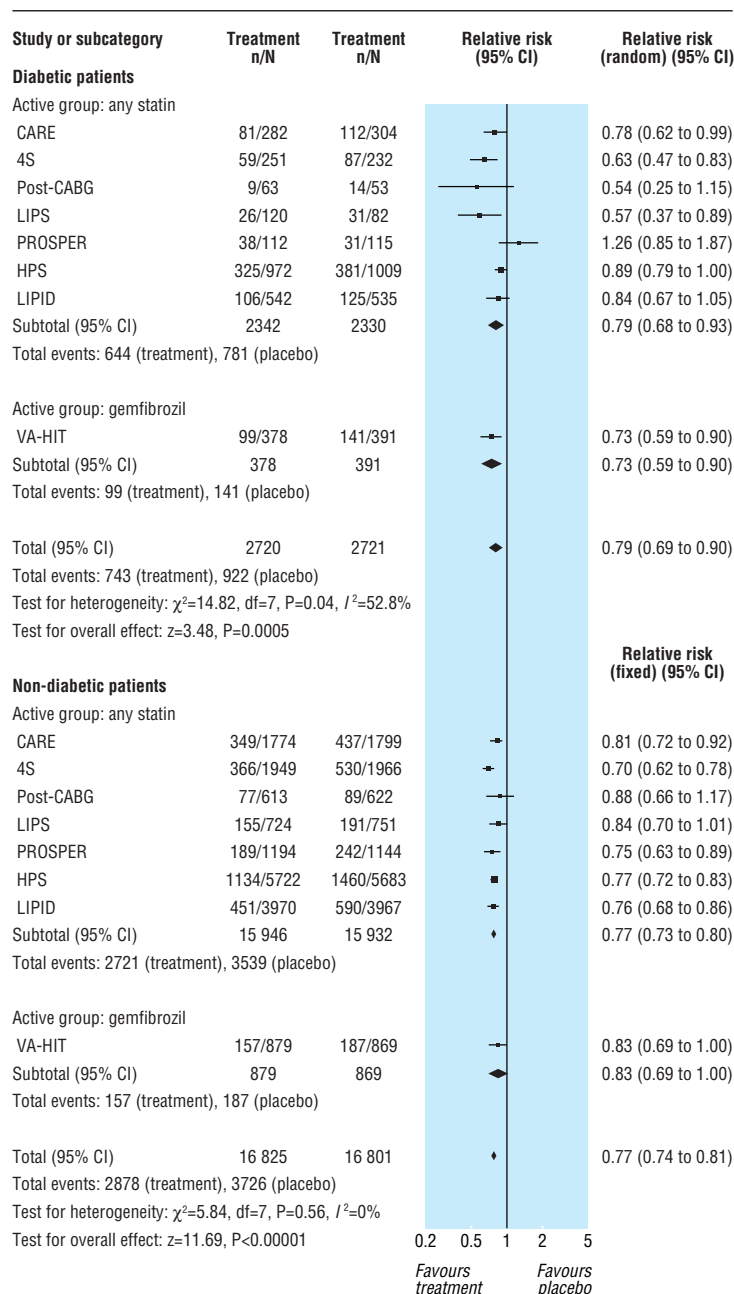 Study or subcategory Treatment n/N Treatment n/N Relative risk (95% CI) Relative risk (random) (95% CI)
Diabetic patients
Active group: any statin
CARE 81/282 112/304 0.78 (0.62 to 0.99)
4S 59/251 87/232 0.63 (0.47 to 0.83)
Post-CABG 9/63 14/53 0.54 (0.25 to 1.15)
LIPS 26/120 31/82 0.57 (0.37 to 0.89)
PROSPER 38/112 31/115 1.26 (0.85 to 1.87)
HPS 325/972 381/1009 0.89 (0.79 to 1.00)
LIPID 106/542 125/535 0.84 (0.67 to 1.05)
Subtotal (95% CI) 2342 2330 0.79 (0.68 to 0.93)
Total events: 644 (treatment), 781 (placebo)
Active group: gemfibrozil
VA-HIT 99/378 141/391 0.73 (0.59 to 0.90)
Subtotal (95% CI) 378 391 0.73 (0.59 to 0.90)
Total events: 99 (treatment), 141 (placebo)
Total (95% CI) 2720 2721 0.79 (0.69 to 0.90)
Total events: 743 (treatment), 922 (placebo)
Test for heterogeneity: χ²=14.82, df=7, P=0.04, I²=52.8%
Test for overall effect: z=3.48, P=0.0005
Relative risk (fixed) (95% CI)
Non-diabetic patients
Active group: any statin
CARE 349/1774 437/1799 0.81 (0.72 to 0.92)
4S 366/1949 530/1966 0.70 (0.62 to 0.78)
Post-CABG 77/613 89/622 0.88 (0.66 to 1.17)
LIPS 155/724 191/751 0.84 (0.70 to 1.01)
PROSPER 189/1194 242/1144 0.75 (0.63 to 0.89)
HPS 1134/5722 1460/5683 0.77 (0.72 to 0.83)
LIPID 451/3970 590/3967 0.76 (0.68 to 0.86)
Subtotal (95% CI) 15 946 15 932 0.77 (0.73 to 0.80)
Total events: 2721 (treatment), 3539 (placebo)
Active group: gemfibrozil
VA-HIT 157/879 187/869 0.83 (0.69 to 1.00)
Subtotal (95% CI) 879 869 0.83 (0.69 to 1.00)
Total events: 157 (treatment), 187 (placebo)
Total (95% CI) 16 825 16 801 0.77 (0.74 to 0.81)
Total events: 2878 (treatment), 3726 (placebo)
Test for heterogeneity: χ²=5.84, df=7, P=0.56, I²=0%
Test for overall effect: z=11.69, P<0.00001
0.2 0.5 1 2 5
Favours treatment Favours placebo